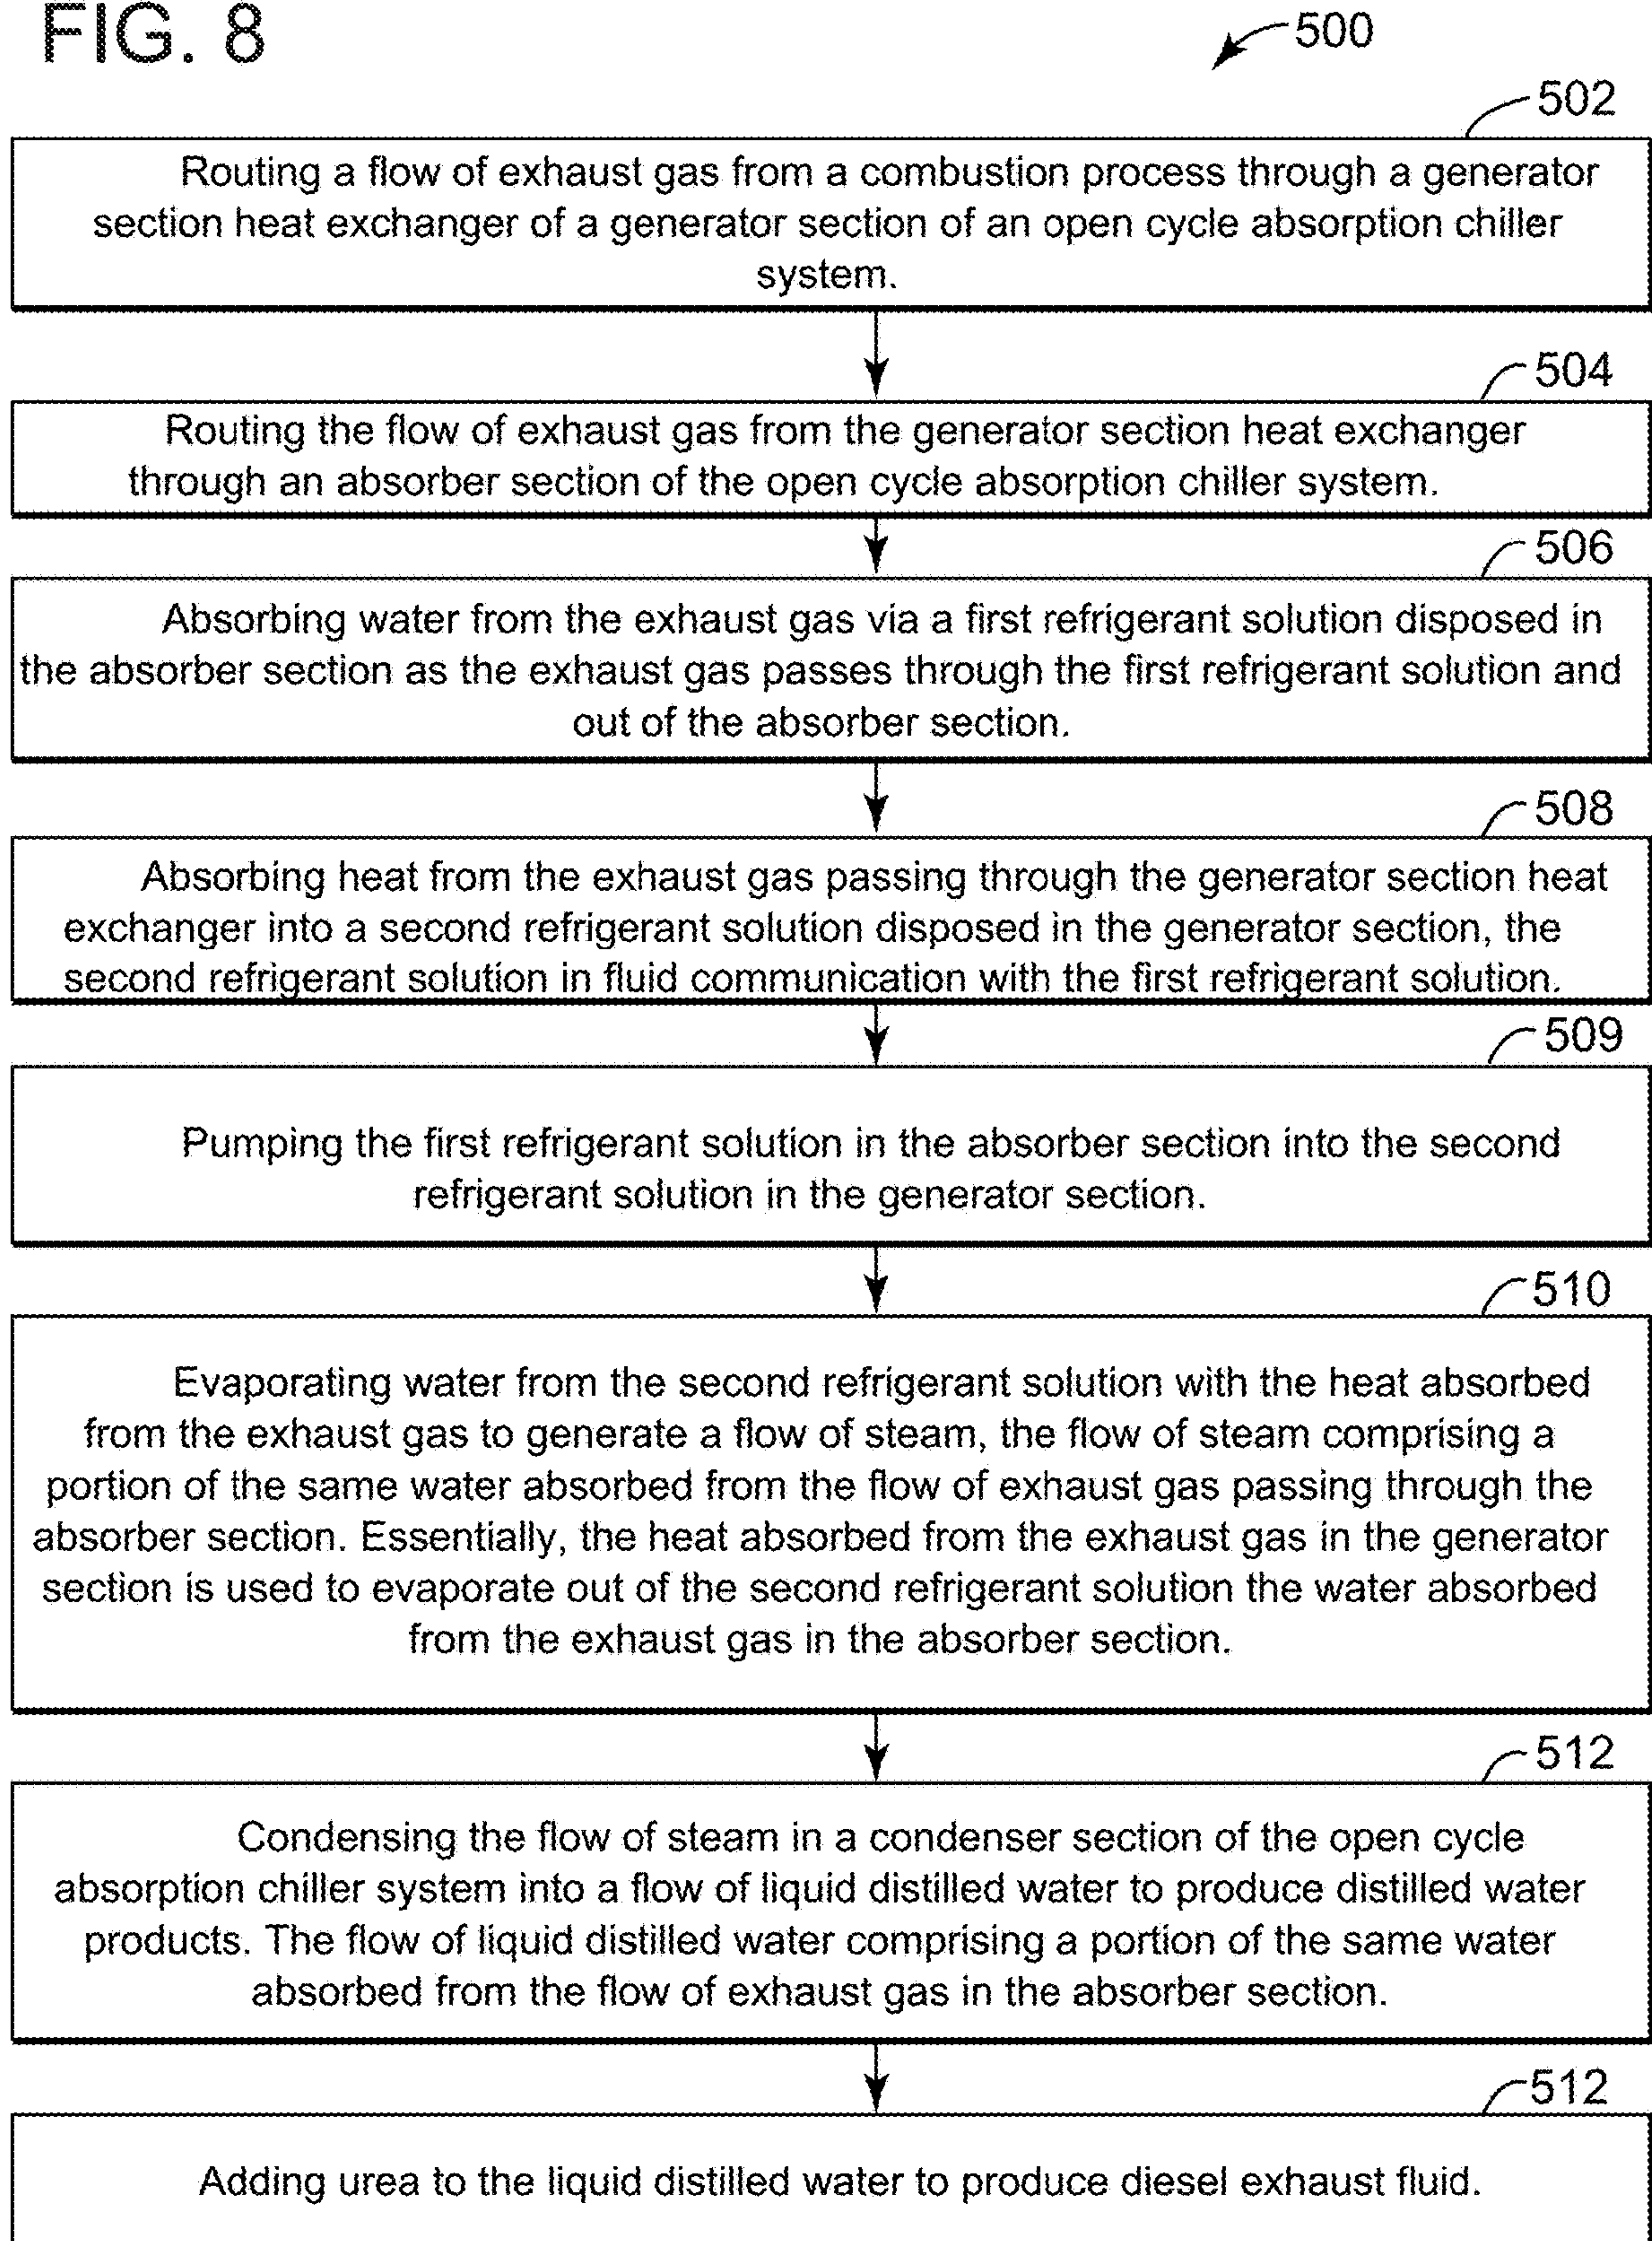 FIG. 8
500
502
Routing a flow of exhaust gas from a combustion process through a generator
section heat exchanger of a generator section of an open cycle absorption chiller
system.
504
Routing the flow of exhaust gas from the generator section heat exchanger
through an absorber section of the open cycle absorption chiller system.
506
Absorbing water from the exhaust gas via a first refrigerant solution disposed in
the absorber section as the exhaust gas passes through the first refrigerant solution and
out of the absorber section.
508
Absorbing heat from the exhaust gas passing through the generator section heat
exchanger into a second refrigerant solution disposed in the generator section, the
second refrigerant solution in fluid communication with the first refrigerant solution.
509
Pumping the first refrigerant solution in the absorber section into the second
refrigerant solution in the generator section.
510
Evaporating water from the second refrigerant solution with the heat absorbed
from the exhaust gas to generate a flow of steam, the flow of steam comprising a
portion of the same water absorbed from the flow of exhaust gas passing through the
absorber section. Essentially, the heat absorbed from the exhaust gas in the generator
section is used to evaporate out of the second refrigerant solution the water absorbed
from the exhaust gas in the absorber section.
512
Condensing the flow of steam in a condenser section of the open cycle
absorption chiller system into a flow of liquid distilled water to produce distilled water
products. The flow of liquid distilled water comprising a portion of the same water
absorbed from the flow of exhaust gas in the absorber section.
512
Adding urea to the liquid distilled water to produce diesel exhaust fluid.